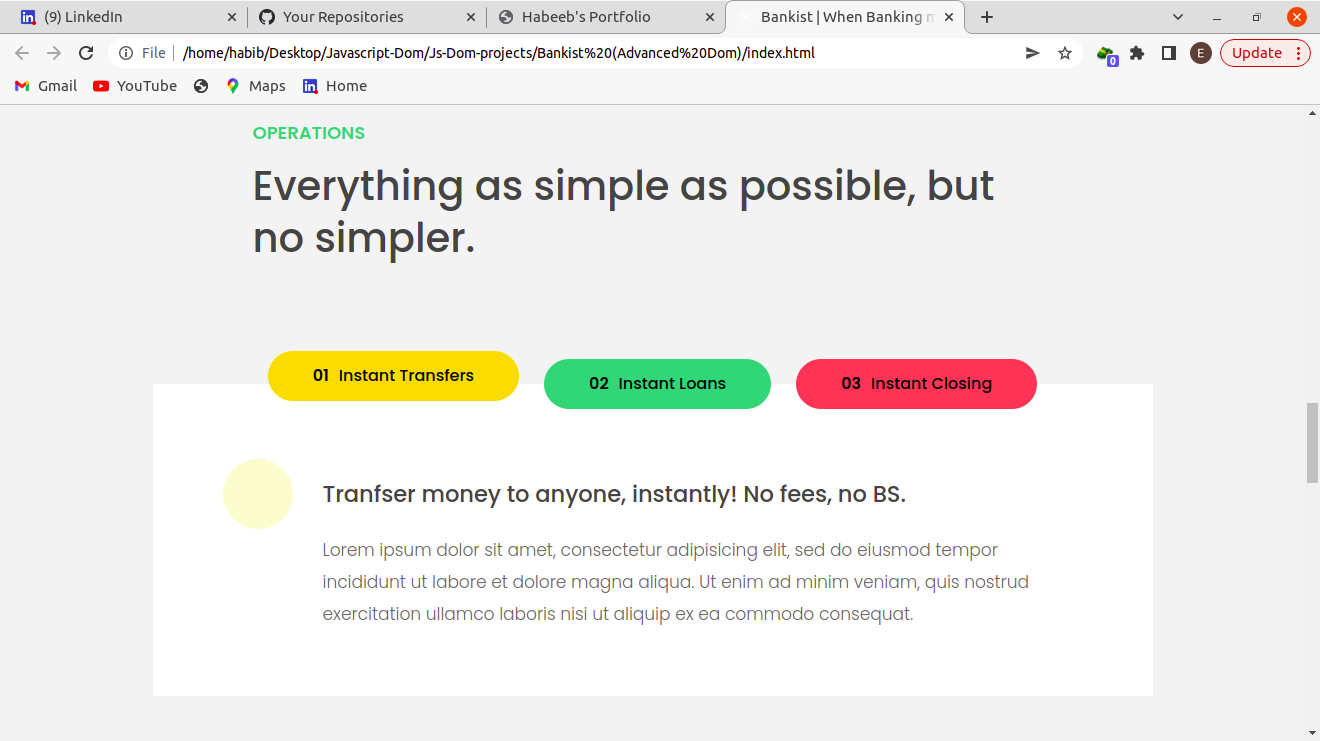 (9) LinkedIn
Your Repositories
Habeeb's Portfolio
Bankist | When Banking m
File
/home/habib/Desktop/Javascript-Dom/Js-Dom-projects/Bankist%20(Advanced%20Dom)/index.html
0
E
Update
Gmail
YouTube
Maps
Home
OPERATIONS
Everything as simple as possible, but
no simpler.
01 Instant Transfers
02 Instant Loans
03 Instant Closing
Tranfser money to anyone, instantly! No fees, no BS.
Lorem ipsum dolor sit amet, consectetur adipisicing elit, sed do eiusmod tempor
incididunt ut labore et dolore magna aliqua. Ut enim ad minim veniam, quis nostrud
exercitation ullamco laboris nisi ut aliquip ex ea commodo consequat.